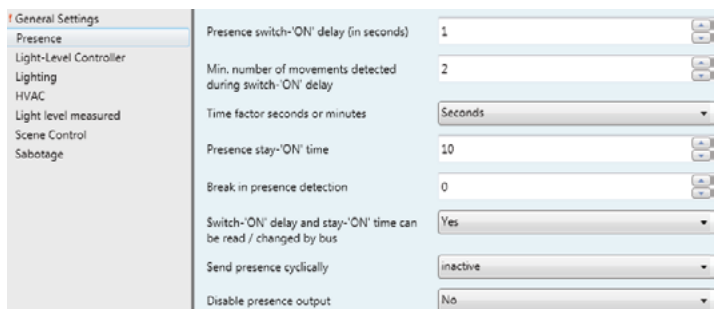 General Settings
Presence
Light-Level Controller
Lighting
HVAC
Light level measured
Scene Control
Sabotage
Presence switch-'ON' delay (in seconds)
1
Min. number of movements detected
during switch-'ON' delay
2
Time factor seconds or minutes
Seconds
Presence stay-'ON' time
10
Break in presence detection
0
Switch-'ON' delay and stay-'ON' time can
be read / changed by bus
Yes
Send presence cyclically
inactive
Disable presence output
No